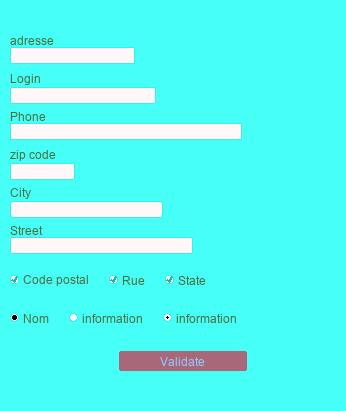 adresse
Login
Phone
zip code
City
Street
Code postal Rue State
Nom information information
Validate